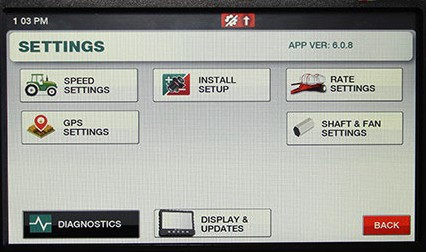 1 03 PM
SETTINGS
APP VER: 6.0.8
SPEED
SETTINGS
INSTALL
SETUP
RATE
SETTINGS
GPS
SETTINGS
SHAFT & FAN
SETTINGS
DIAGNOSTICS
DISPLAY &
UPDATES
BACK